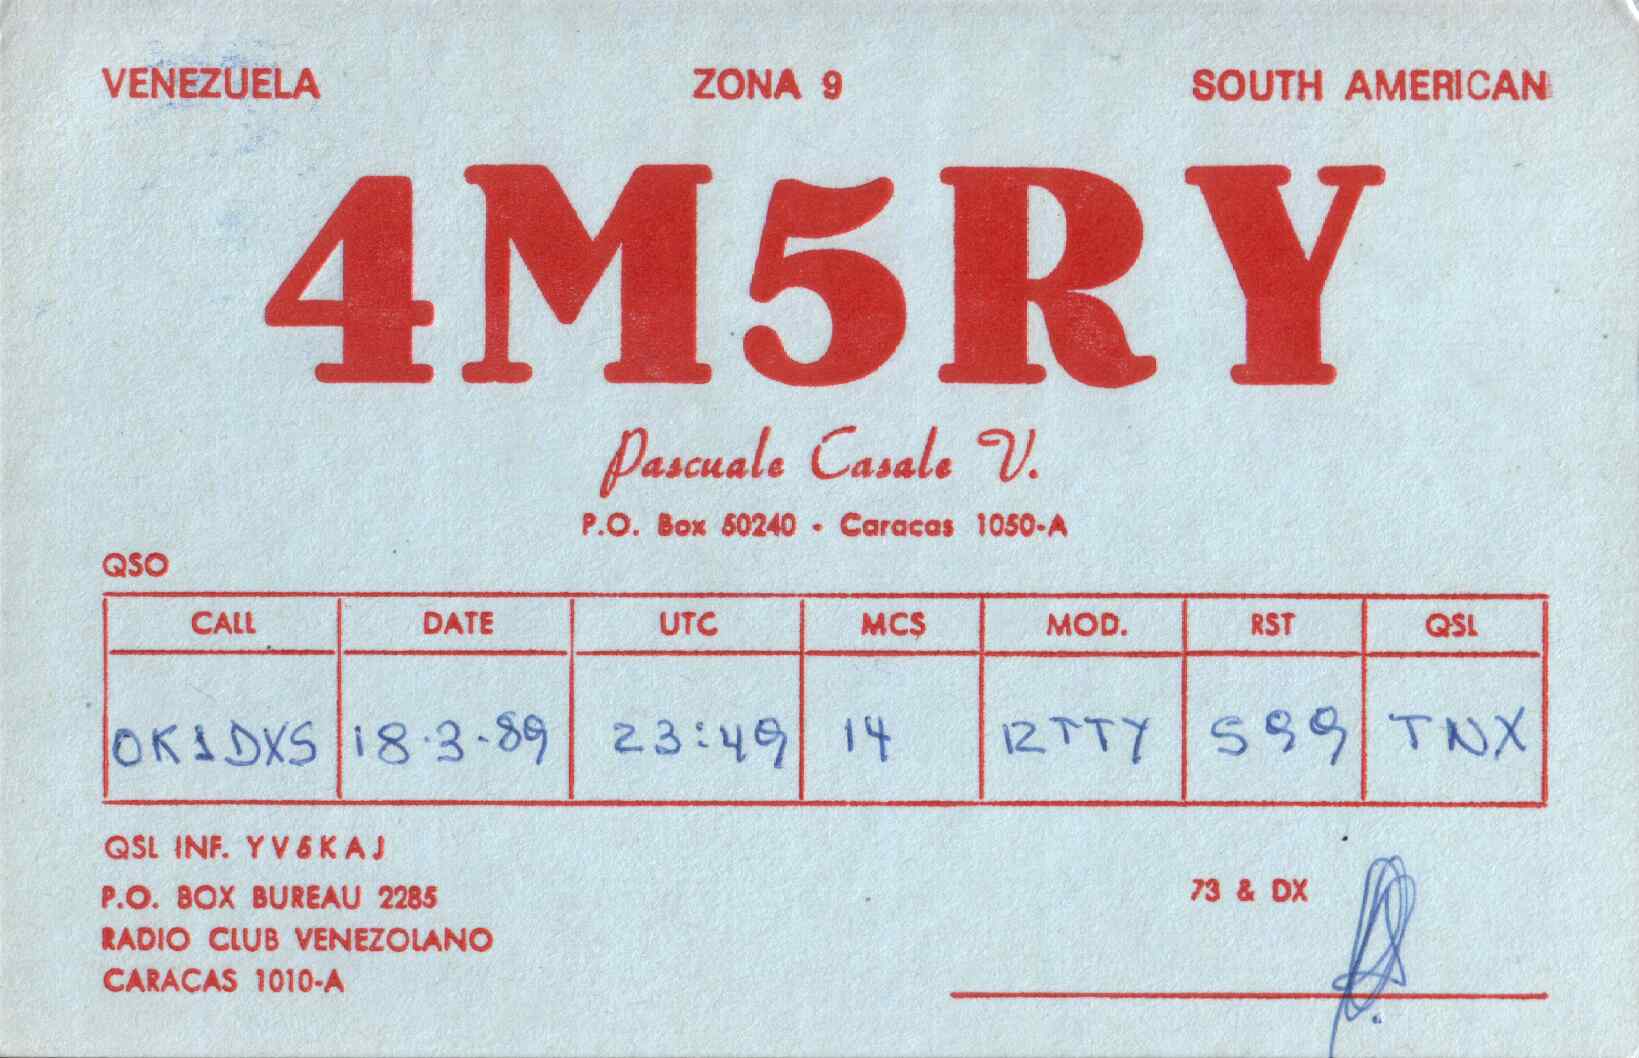 VENEZUELA ZONA 9 SOUTH AMERICAN
4M5RY
Pascuale Casale V.
P.O. Box 50240 - Caracas 1050-A
QSO
CALL DATE UTC MCS MOD. RST QSL
OK1DXS 18-3-89 23:49 14 RTTY 599 TNX
QSL INF. YV5KAJ
P.O. BOX BUREAU 2285
RADIO CLUB VENEZOLANO
CARACAS 1010-A
73 & DX